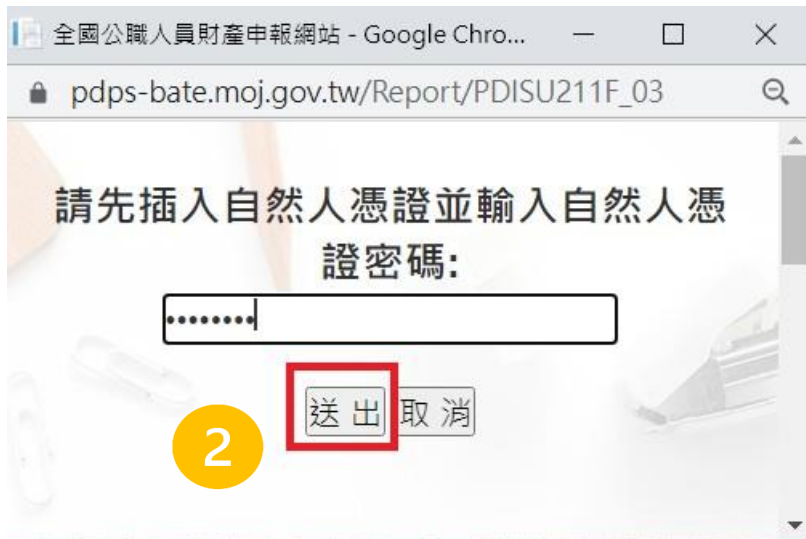 全國公職人員財產申報網站 - Google Chro...
pdps-bate.moj.gov.tw/Report/PDISU211F_03
請先插入自然人憑證並輸入自然人憑
證密碼:
••••••••
送 出 取 消
2